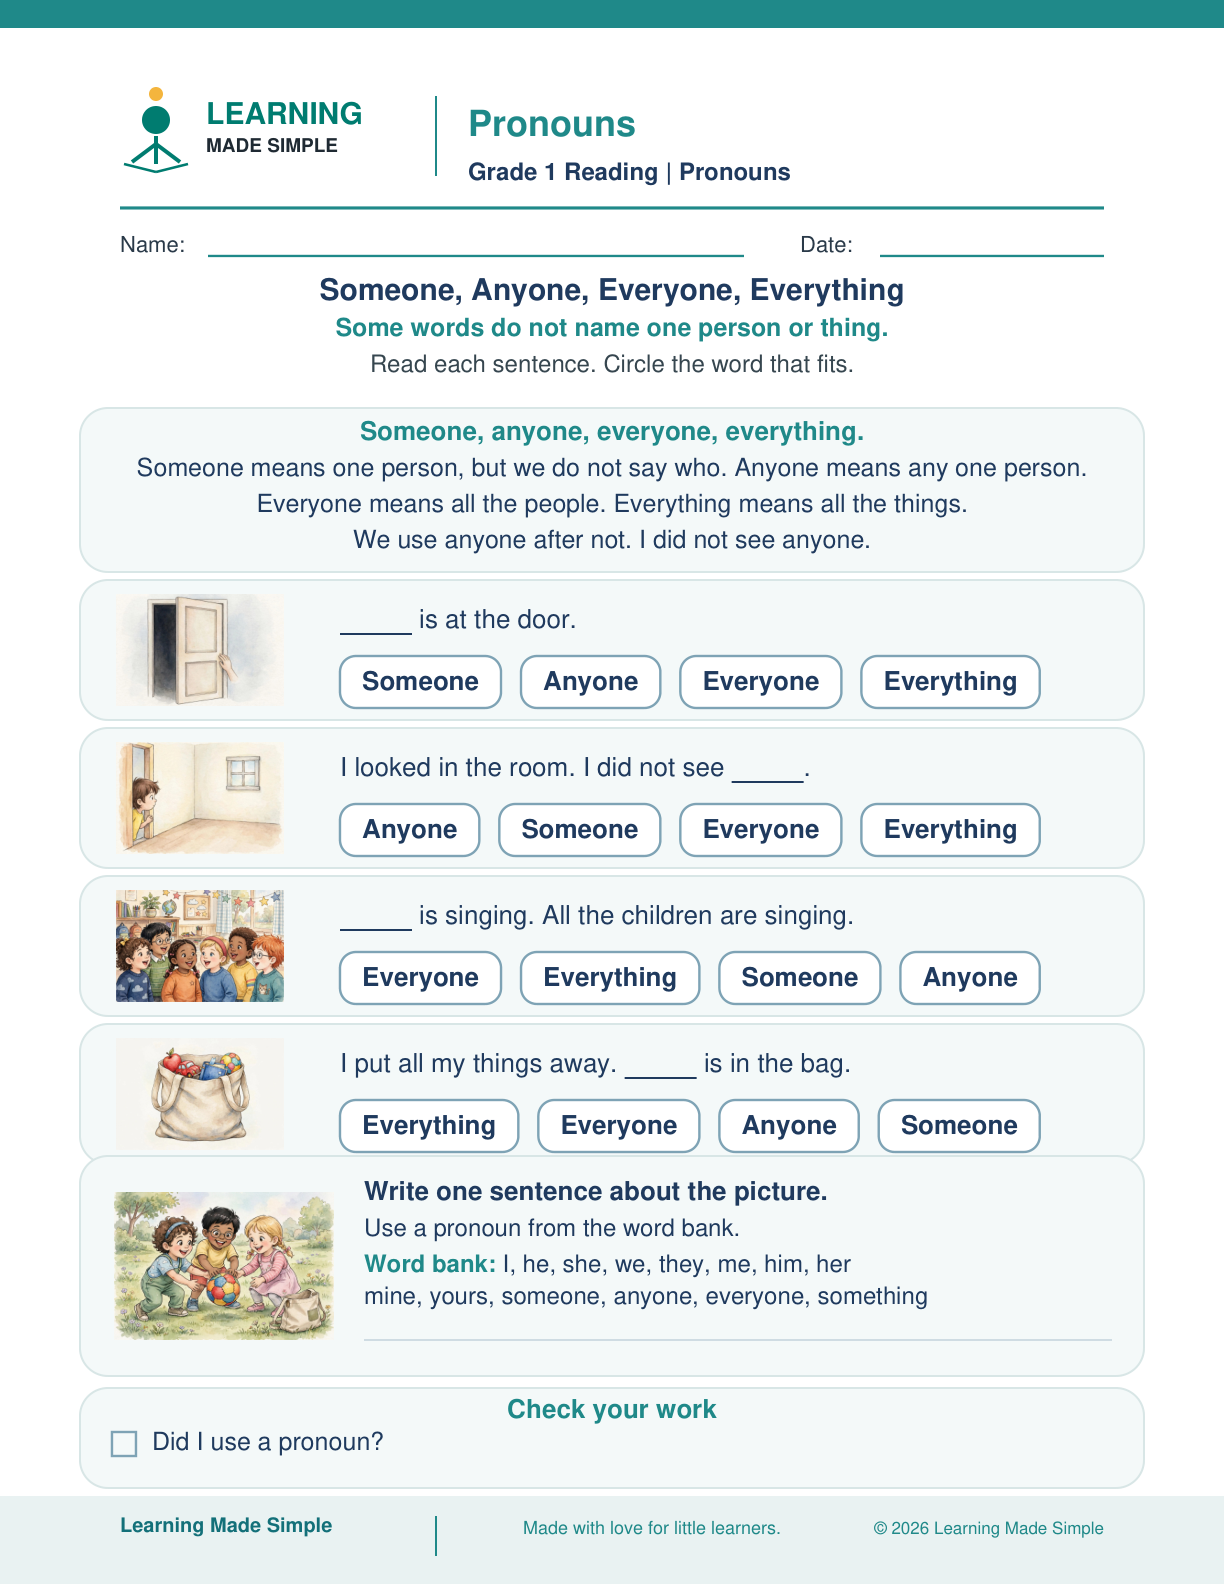 LEARNING
MADE SIMPLE
Pronouns
Grade 1 Reading | Pronouns
Name:
Date:
Someone, Anyone, Everyone, Everything
Some words do not name one person or thing.
Read each sentence. Circle the word that fits.
Someone, anyone, everyone, everything.
Someone means one person, but we do not say who. Anyone means any one person.
Everyone means all the people. Everything means all the things.
We use anyone after not. I did not see anyone.
_____ is at the door.
Someone Anyone Everyone Everything
I looked in the room. I did not see _____.
Anyone Someone Everyone Everything
_____ is singing. All the children are singing.
Everyone Everything Someone Anyone
I put all my things away. _____ is in the bag.
Everything Everyone Anyone Someone
Write one sentence about the picture.
Use a pronoun from the word bank.
Word bank: I, he, she, we, they, me, him, her
mine, yours, someone, anyone, everyone, something
Check your work
Did I use a pronoun?
Learning Made Simple
Made with love for little learners.
© 2026 Learning Made Simple